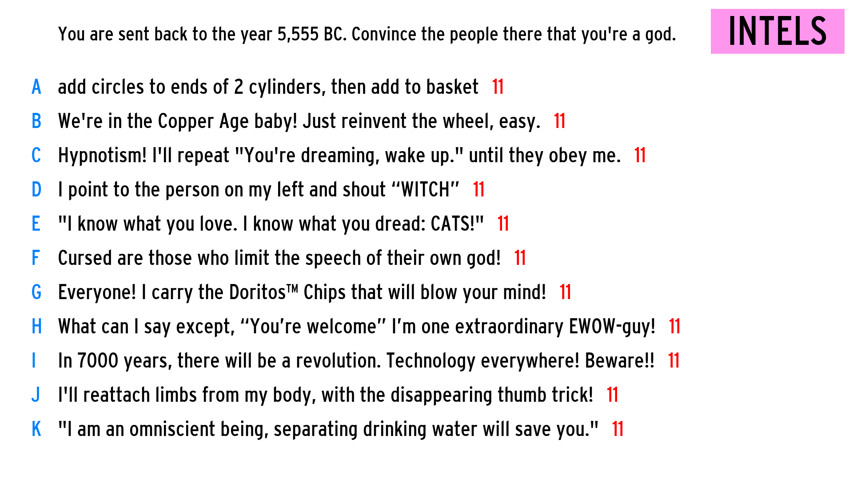 You are sent back to the year 5,555 BC. Convince the people there that you're a god.
INTELS
A add circles to ends of 2 cylinders, then add to basket 11
B We're in the Copper Age baby! Just reinvent the wheel, easy. 11
C Hypnotism! I'll repeat "You're dreaming, wake up." until they obey me. 11
D I point to the person on my left and shout “WITCH” 11
E "I know what you love. I know what you dread: CATS!" 11
F Cursed are those who limit the speech of their own god! 11
G Everyone! I carry the Doritos™ Chips that will blow your mind! 11
H What can I say except, “You’re welcome” I’m one extraordinary EWOW-guy! 11
I In 7000 years, there will be a revolution. Technology everywhere! Beware!! 11
J I'll reattach limbs from my body, with the disappearing thumb trick! 11
K "I am an omniscient being, separating drinking water will save you." 11